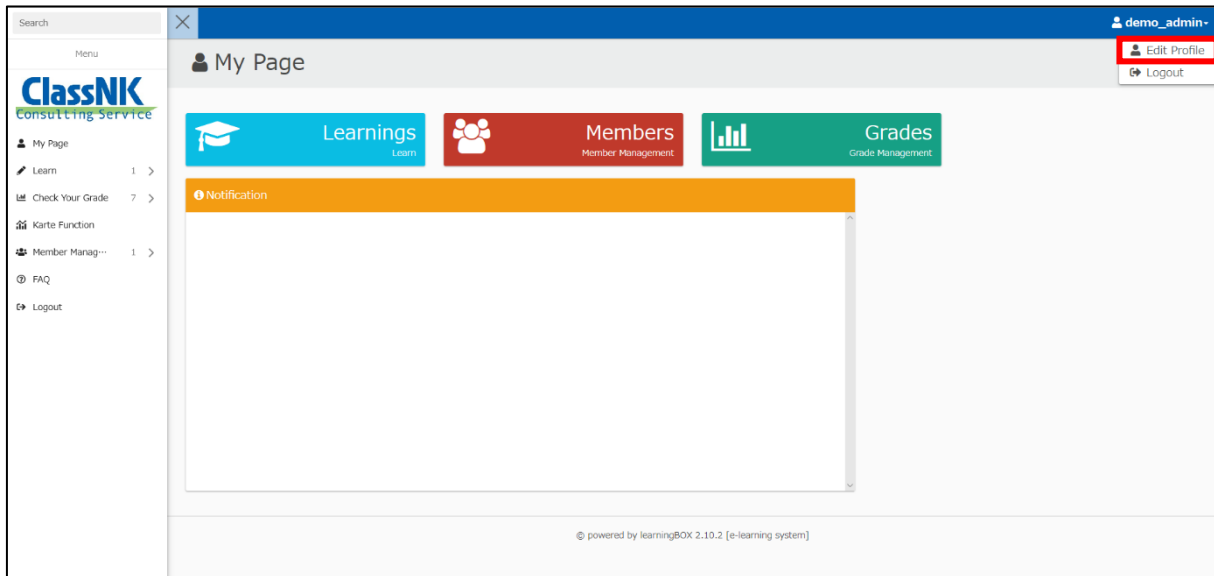 Search
Menu
ClassNK
Consulting Service
My Page
Learn 1
Check Your Grade 7
Karte Function
Member Manag… 1
FAQ
Logout
demo_admin
Edit Profile
Logout
My Page
Learnings
Learn
Members
Member Management
Grades
Grade Management
Notification
© powered by learningBOX 2.10.2 [e-learning system]